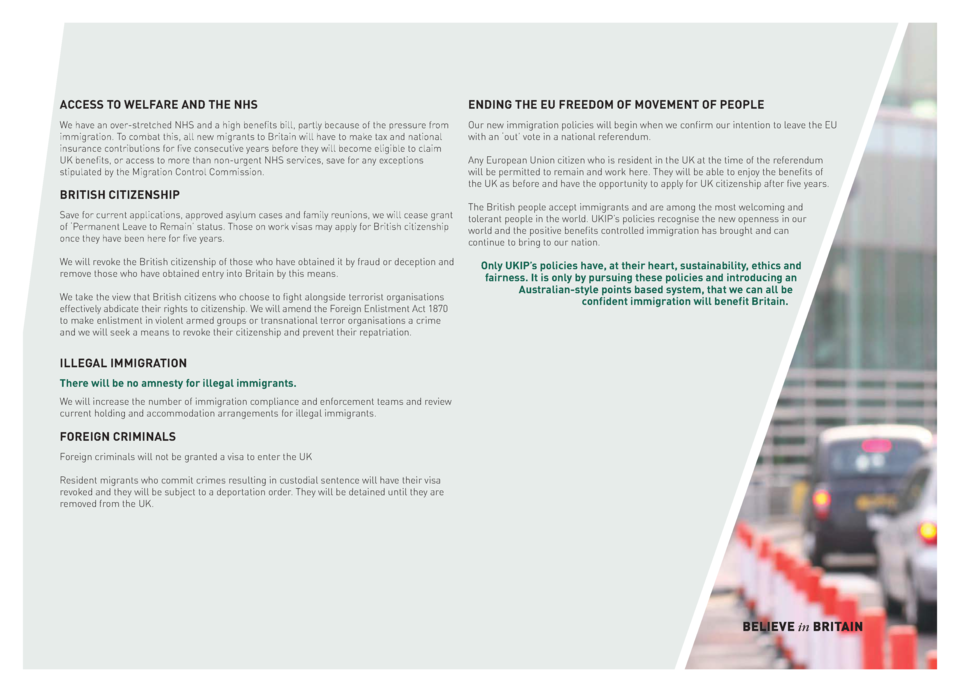 ACCESS TO WELFARE AND THE NHS
We have an over-stretched NHS and a high benefits bill, partly because of the pressure from
immigration. To combat this, all new migrants to Britain will have to make tax and national
insurance contributions for five consecutive years before they will become eligible to claim
UK benefits, or access to more than non-urgent NHS services, save for any exceptions
stipulated by the Migration Control Commission.
BRITISH CITIZENSHIP
Save for current applications, approved asylum cases and family reunions, we will cease grant
of ‘Permanent Leave to Remain’ status. Those on work visas may apply for British citizenship
once they have been here for five years.
We will revoke the British citizenship of those who have obtained it by fraud or deception and
remove those who have obtained entry into Britain by this means.
We take the view that British citizens who choose to fight alongside terrorist organisations
effectively abdicate their rights to citizenship. We will amend the Foreign Enlistment Act 1870
to make enlistment in violent armed groups or transnational terror organisations a crime
and we will seek a means to revoke their citizenship and prevent their repatriation.
ILLEGAL IMMIGRATION
There will be no amnesty for illegal immigrants.
We will increase the number of immigration compliance and enforcement teams and review
current holding and accommodation arrangements for illegal immigrants.
FOREIGN CRIMINALS
Foreign criminals will not be granted a visa to enter the UK
Resident migrants who commit crimes resulting in custodial sentence will have their visa
revoked and they will be subject to a deportation order. They will be detained until they are
removed from the UK.
ENDING THE EU FREEDOM OF MOVEMENT OF PEOPLE
Our new immigration policies will begin when we confirm our intention to leave the EU
with an ‘out’ vote in a national referendum.
Any European Union citizen who is resident in the UK at the time of the referendum
will be permitted to remain and work here. They will be able to enjoy the benefits of
the UK as before and have the opportunity to apply for UK citizenship after five years.
The British people accept immigrants and are among the most welcoming and
tolerant people in the world. UKIP’s policies recognise the new openness in our
world and the positive benefits controlled immigration has brought and can
continue to bring to our nation.
Only UKIP’s policies have, at their heart, sustainability, ethics and
fairness. It is only by pursuing these policies and introducing an
Australian-style points based system, that we can all be
confident immigration will benefit Britain.
BELIEVE in BRITAIN